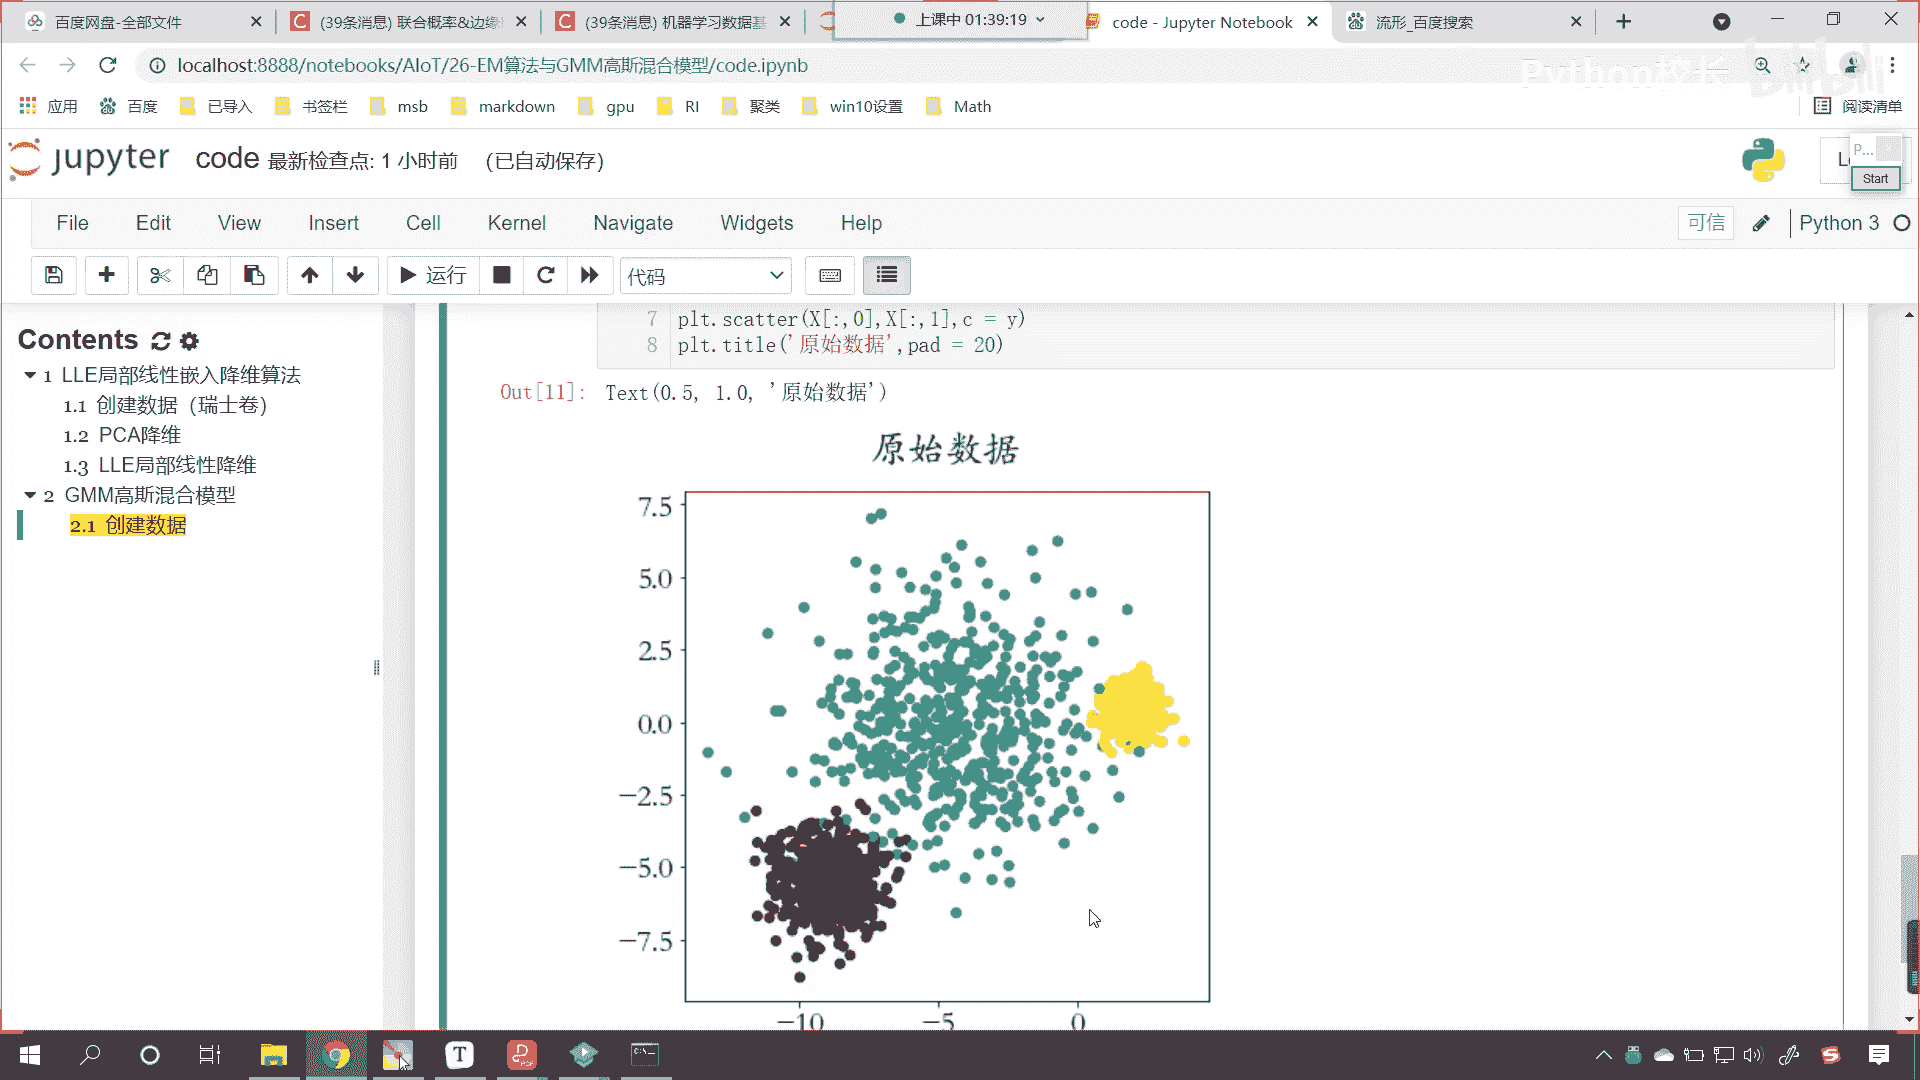 百度网盘-全部文件
(39条消息) 联合概率&边缘
(39条消息) 机器学习数据基
上课中 01:39:19
code - Jupyter Notebook
流形_百度搜索
localhost:8888/notebooks/AIoT/26-EM算法与GMM高斯混合模型/code.ipynb
Python校长
bilibili
应用
百度
已导入
书签栏
msb
markdown
gpu
RI
聚类
win10设置
Math
阅读清单
jupyter
code 最新检查点: 1 小时前 (已自动保存)
P...
Start
File
Edit
View
Insert
Cell
Kernel
Navigate
Widgets
Help
可信
Python 3
运行
代码
Contents
1 LLE局部线性嵌入降维算法
1.1 创建数据（瑞士卷）
1.2 PCA降维
1.3 LLE局部线性降维
2 GMM高斯混合模型
2.1 创建数据
7 plt.scatter(X[:,0],X[:,1],c = y)
8 plt.title('原始数据',pad = 20)
Out[11]: Text(0.5, 1.0, '原始数据')
原始数据
7.5
5.0
2.5
0.0
−2.5
−5.0
−7.5
−10
−5
0